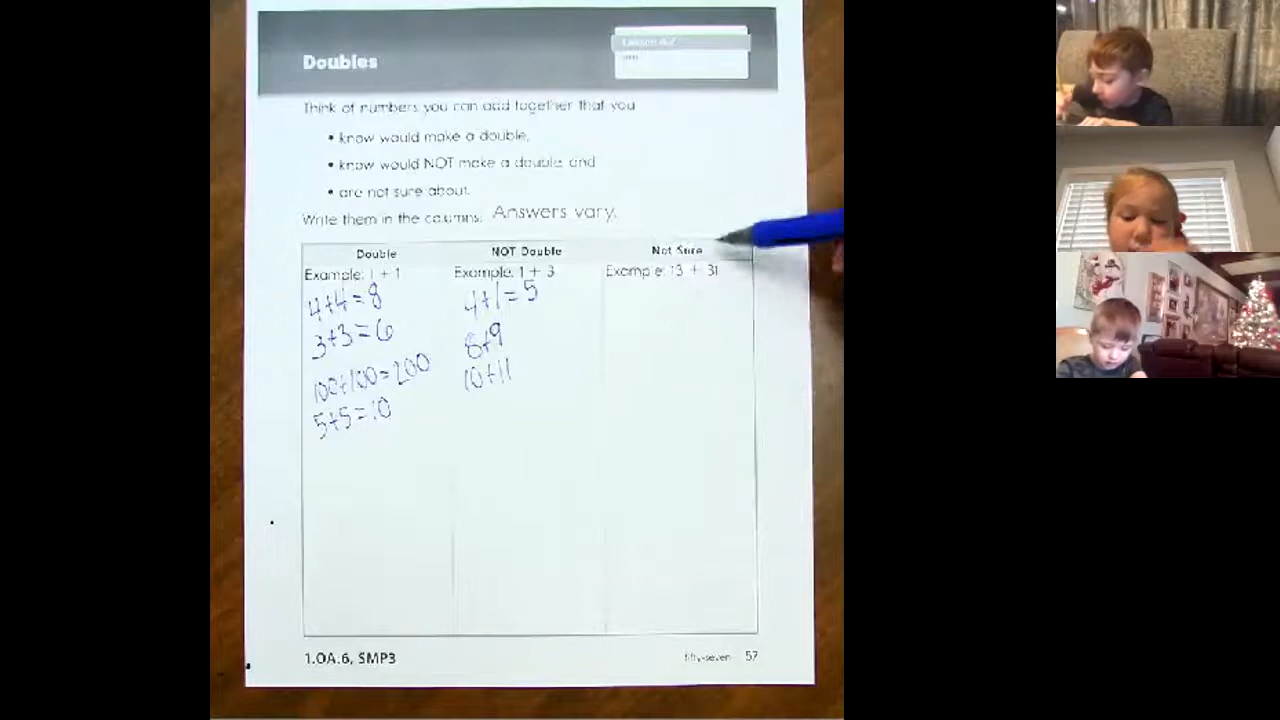 Doubles
Think of numbers you can add together that you
• know would make a double,
• know would NOT make a double, and
• are not sure about.
Write them in the columns. Answers vary.
Double NOT Double Not Sure
Example: 1 + 1 Example: 1 + 3 Example: 13 + 31
4+4=8 4+1=5
3+3=6 8+9
100+100=200 10+11
5+5=10
1.OA.6, SMP3 fifty-seven 57